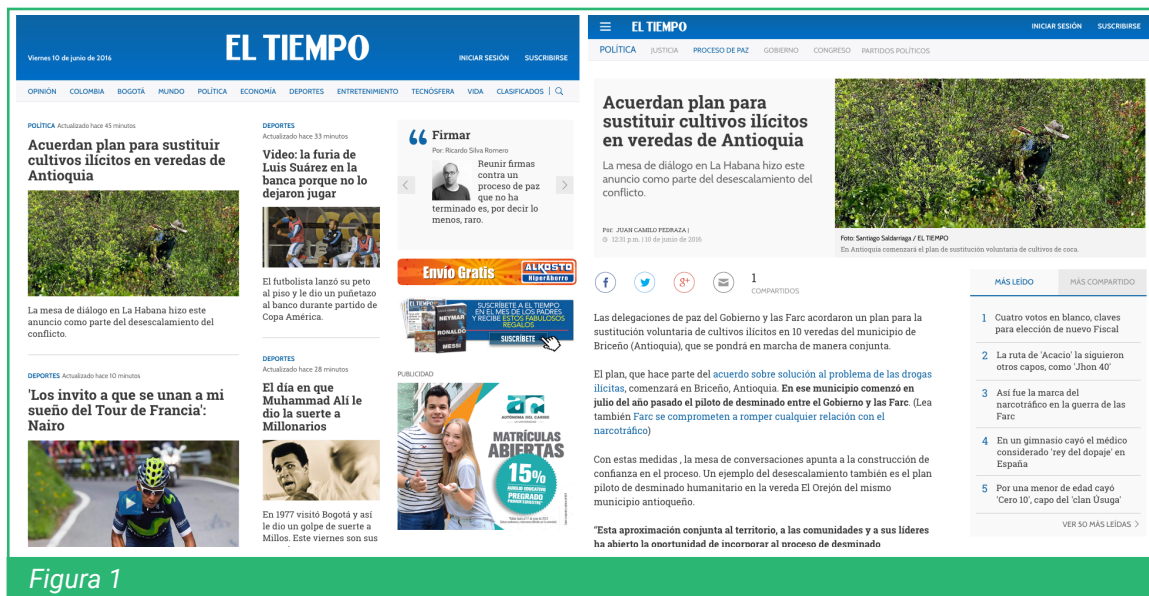 EL TIEMPO
Viernes 10 de junio de 2016
INICIAR SESIÓN SUSCRIBIRSE
OPINIÓN COLOMBIA BOGOTÁ MUNDO POLÍTICA ECONOMÍA DEPORTES ENTRETENIMIENTO TECNÓSFERA VIDA CLASIFICADOS
POLÍTICA Actualizado hace 45 minutos
Acuerdan plan para sustituir
cultivos ilícitos en veredas de
Antioquia
La mesa de diálogo en La Habana hizo este
anuncio como parte del desescalamiento del
conflicto.
DEPORTES Actualizado hace 10 minutos
'Los invito a que se unan a mi
sueño del Tour de Francia':
Nairo
DEPORTES
Actualizado hace 33 minutos
Video: la furia de
Luis Suárez en la
banca porque no lo
dejaron jugar
El futbolista lanzó su peto
al piso y le dio un puñetazo
al banco durante partido de
Copa América.
DEPORTES
Actualizado hace 28 minutos
El día en que
Muhammad Alí le
dio la suerte a
Millonarios
En 1977 visitó Bogotá y así
le dio un golpe de suerte a
Millos. Este viernes son sus
Firmar
Por: Ricardo Silva Romero
Reunir firmas
contra un
proceso de paz
que no ha
terminado es, por decir lo
menos, raro.
Envío Gratis
ALKOSTO
HiperAhorro
EL TIEMPO
NEYMAR
RONALDO
MESSI
SUSCRÍBETE A EL TIEMPO
EN EL MES DE LOS PADRES
Y RECIBE ESTOS FABULOSOS
REGALOS
SUSCRÍBETE
PUBLICIDAD
AUTÓNOMA DEL CARIBE
MATRÍCULAS
ABIERTAS
15%
AUXILIO EDUCATIVO
PREGRADO
PRIMER SEMESTRE*
EL TIEMPO
INICIAR SESIÓN SUSCRIBIRSE
POLÍTICA JUSTICIA PROCESO DE PAZ GOBIERNO CONGRESO PARTIDOS POLÍTICOS
Acuerdan plan para
sustituir cultivos ilícitos
en veredas de Antioquia
La mesa de diálogo en La Habana hizo este
anuncio como parte del desescalamiento del
conflicto.
Por: JUAN CAMILO PEDRAZA |
12:31 p.m. | 10 de junio de 2016
Foto: Santiago Saldarriaga / EL TIEMPO
En Antioquia comenzará el plan de sustitución voluntaria de cultivos de coca.
f
g+
1
COMPARTIDOS
Las delegaciones de paz del Gobierno y las Farc acordaron un plan para la
sustitución voluntaria de cultivos ilícitos en 10 veredas del municipio de
Briceño (Antioquia), que se pondrá en marcha de manera conjunta.
El plan, que hace parte del acuerdo sobre solución al problema de las drogas
ilícitas, comenzará en Briceño, Antioquia. En ese municipio comenzó en
julio del año pasado el piloto de desminado entre el Gobierno y las Farc. (Lea
también Farc se comprometen a romper cualquier relación con el
narcotráfico)
Con estas medidas , la mesa de conversaciones apunta a la construcción de
confianza en el proceso. Un ejemplo del desescalamiento también es el plan
piloto de desminado humanitario en la vereda El Orejón del mismo
municipio antioqueño.
“Esta aproximación conjunta al territorio, a las comunidades y a sus líderes
ha abierto la oportunidad de incorporar al proceso de desminado
MÁS LEÍDO MÁS COMPARTIDO
1 Cuatro votos en blanco, claves
para elección de nuevo Fiscal
2 La ruta de 'Acacio' la siguieron
otros capos, como 'Jhon 40'
3 Así fue la marca del
narcotráfico en la guerra de las
Farc
4 En un gimnasio cayó el médico
considerado 'rey del dopaje' en
España
5 Por una menor de edad cayó
'Cero 10', capo del 'clan Úsuga'
VER 50 MÁS LEÍDAS
Figura 1